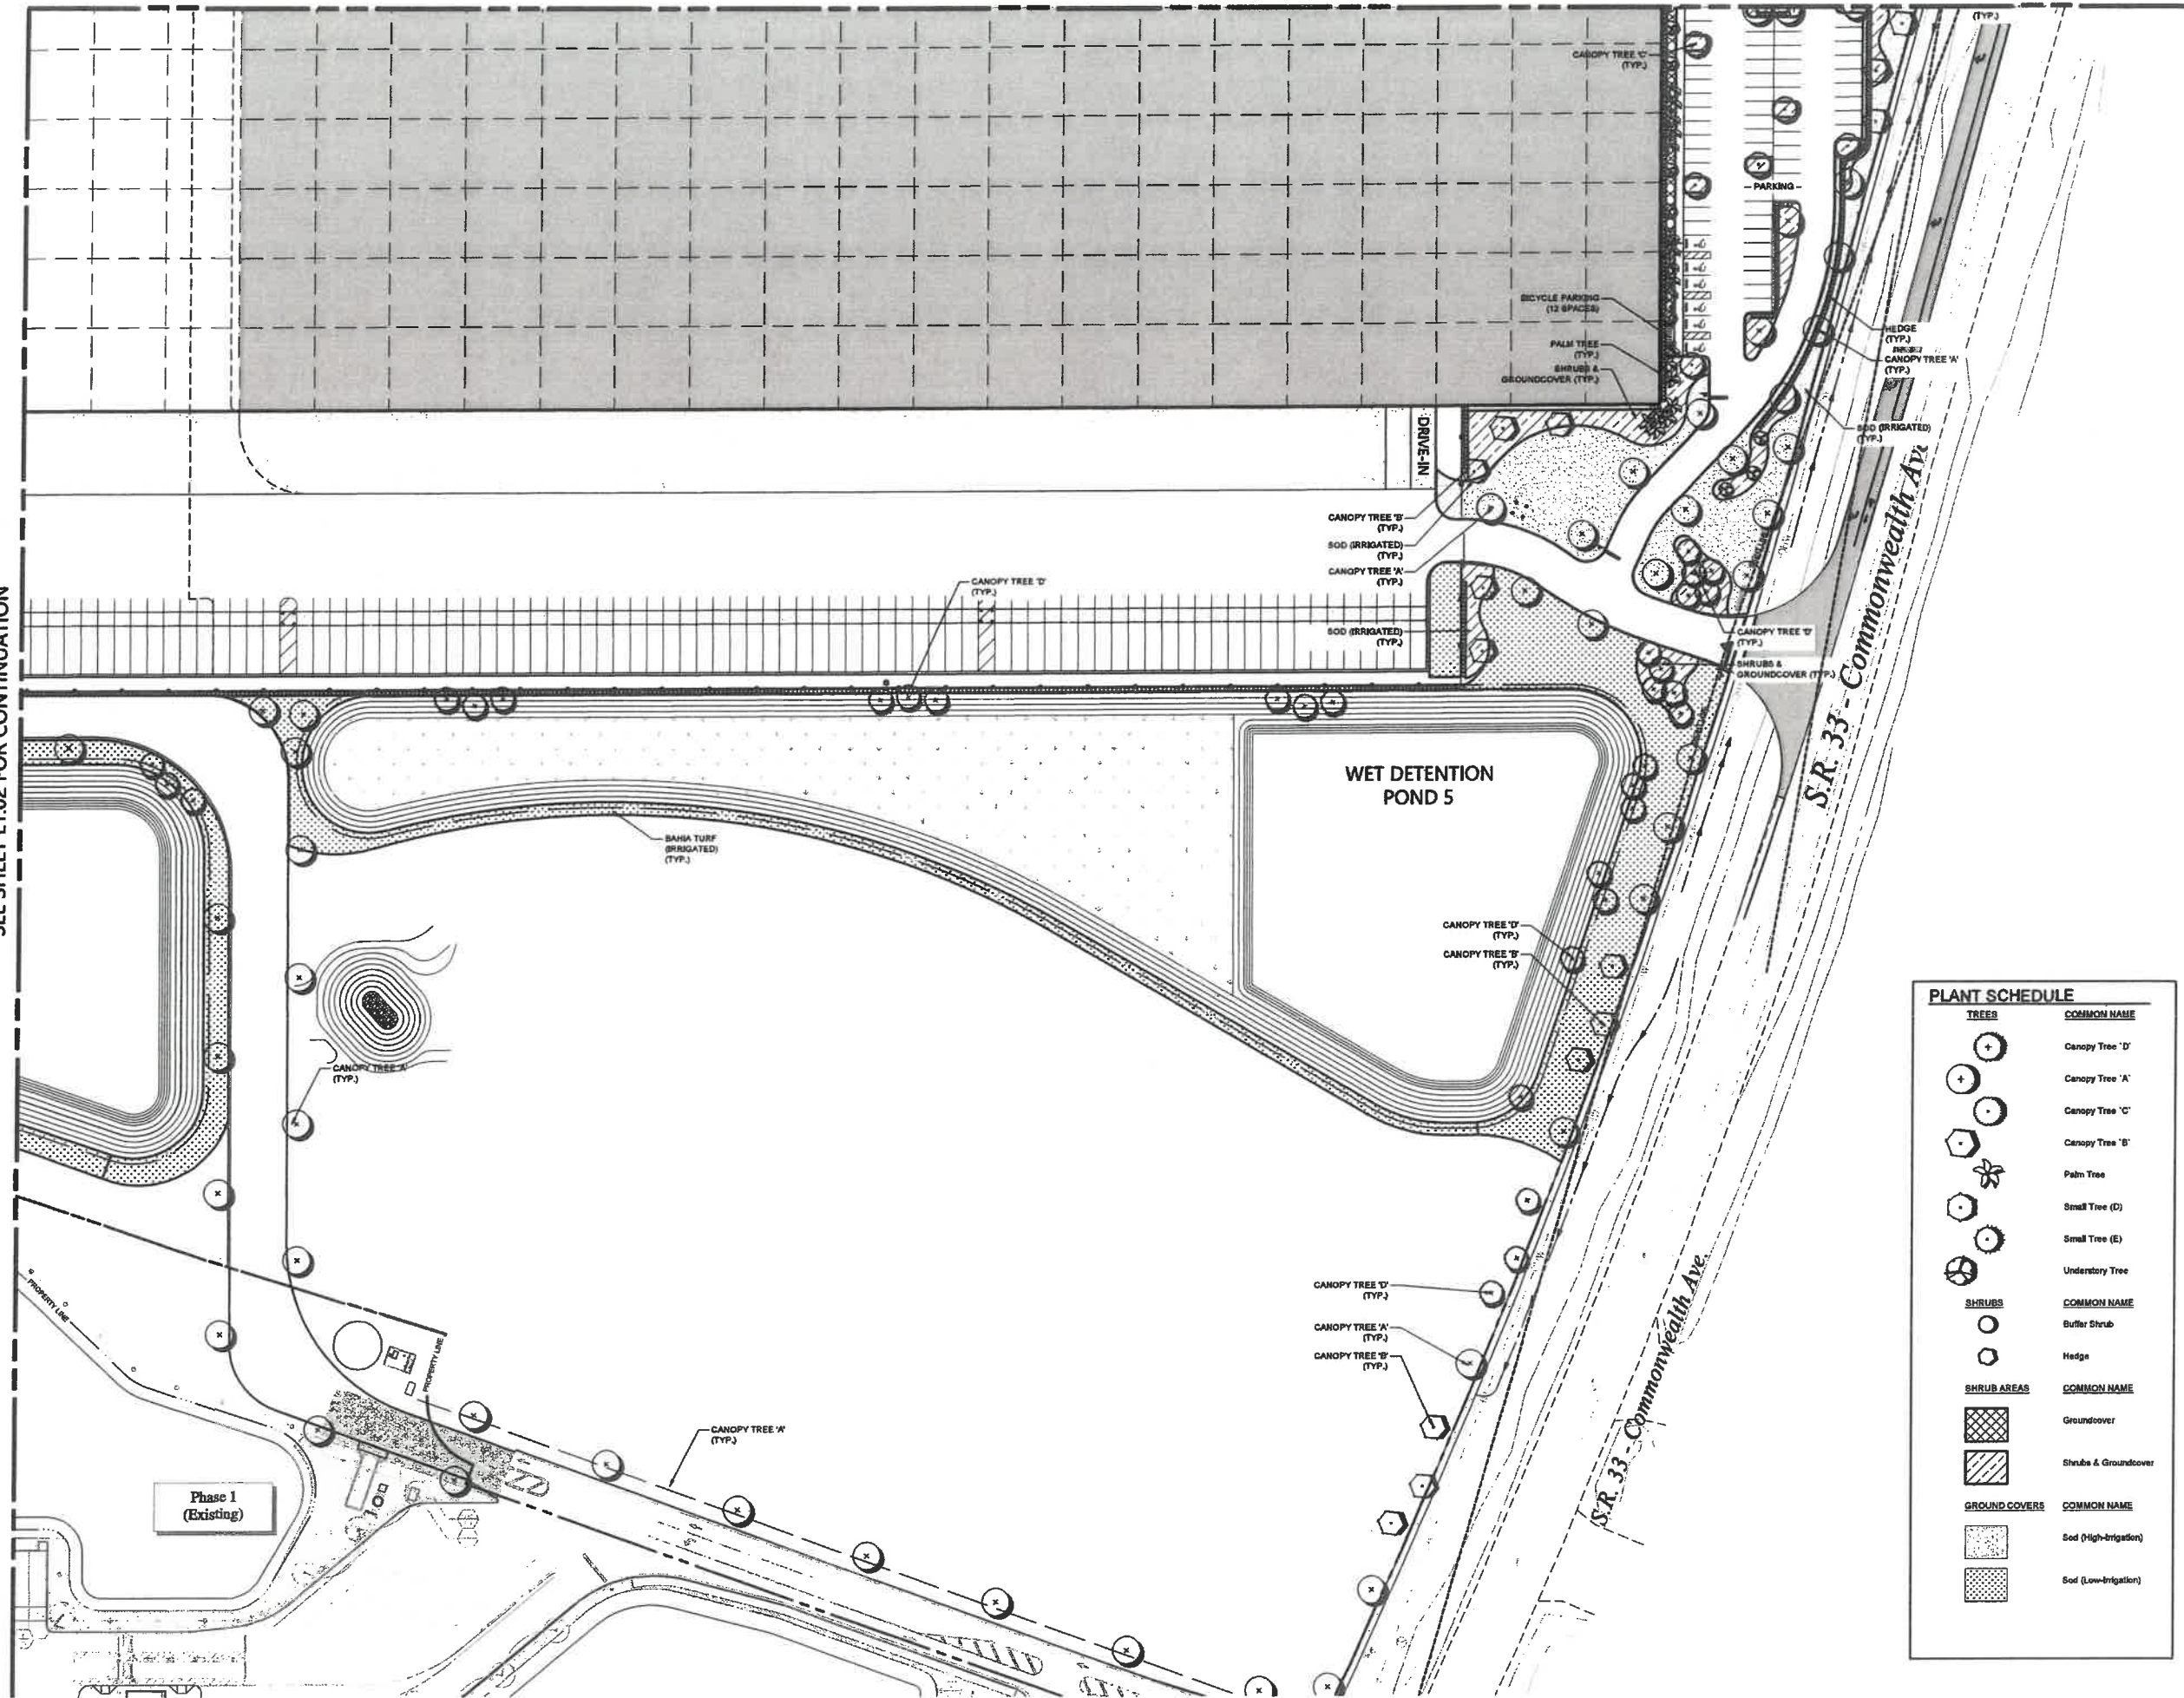 (TYP.)
CANOPY TREE 'C'
(TYP.)
- PARKING -
BICYCLE PARKING
(12 SPACES)
PALM TREE
(TYP.)
SHRUBS &
GROUNDCOVER (TYP.)
HEDGE
(TYP.)
CANOPY TREE 'A'
(TYP.)
SOD (IRRIGATED)
(TYP.)
DRIVE-IN
CANOPY TREE 'B'
(TYP.)
SOD (IRRIGATED)
(TYP.)
CANOPY TREE 'A'
(TYP.)
CANOPY TREE 'D'
(TYP.)
SOD (IRRIGATED)
(TYP.)
CANOPY TREE 'D'
(TYP.)
SHRUBS &
GROUNDCOVER (TYP.)
S.R. 33 - Commonwealth Ave
SEE SHEET L1.02 FOR CONTINUATION
WET DETENTION
POND 5
BAHIA TURF
(IRRIGATED)
(TYP.)
CANOPY TREE 'D'
(TYP.)
CANOPY TREE 'B'
(TYP.)
CANOPY TREE 'A'
(TYP.)
PROPERTY LINE
PROPERTY LINE
CANOPY TREE 'D'
(TYP.)
CANOPY TREE 'A'
(TYP.)
CANOPY TREE 'B'
(TYP.)
CANOPY TREE 'A'
(TYP.)
S.R. 33 - Commonwealth Ave.
Phase 1
(Existing)
PLANT SCHEDULE
TREES COMMON NAME
Canopy Tree 'D'
Canopy Tree 'A'
Canopy Tree 'C'
Canopy Tree 'B'
Palm Tree
Small Tree (D)
Small Tree (E)
Understory Tree
SHRUBS COMMON NAME
Buffer Shrub
Hedge
SHRUB AREAS COMMON NAME
Groundcover
Shrubs & Groundcover
GROUND COVERS COMMON NAME
Sod (High-Irrigation)
Sod (Low-Irrigation)